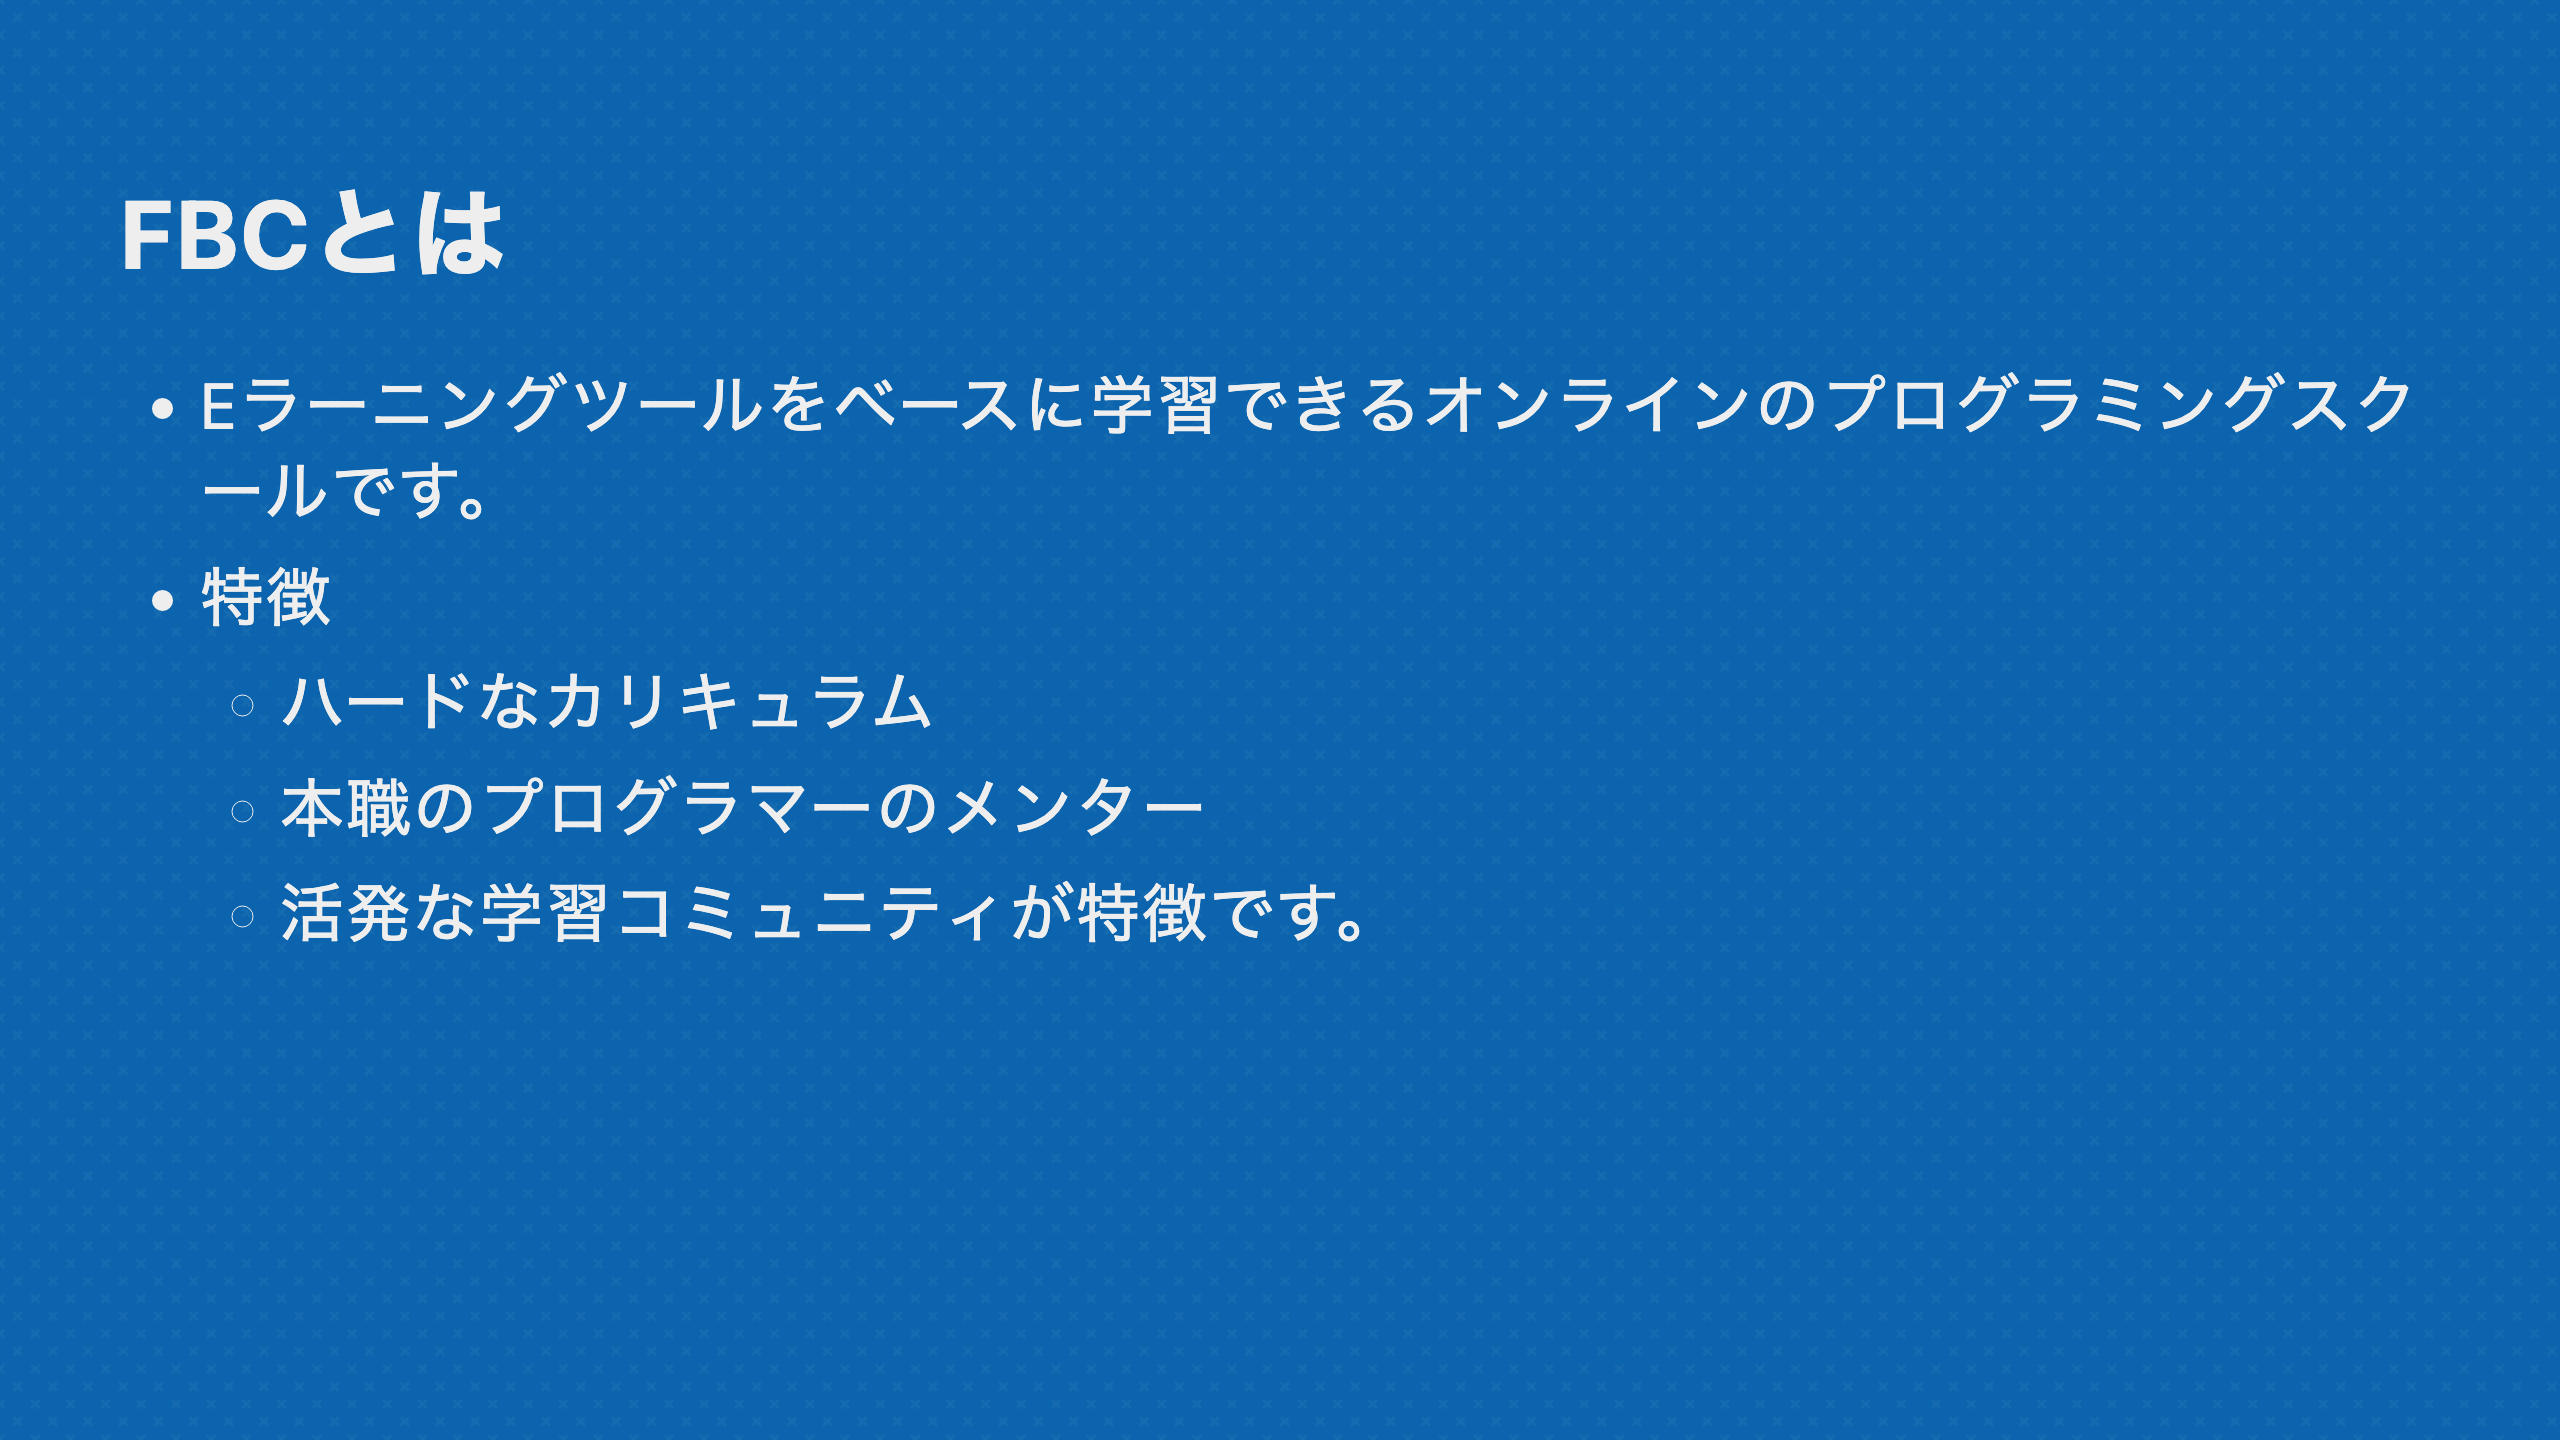 FBCとは
• Eラーニングツールをベースに学習できるオンラインのプログラミングスク
ールです。
• 特徴
○ ハードなカリキュラム
○ 本職のプログラマーのメンター
○ 活発な学習コミュニティが特徴です。